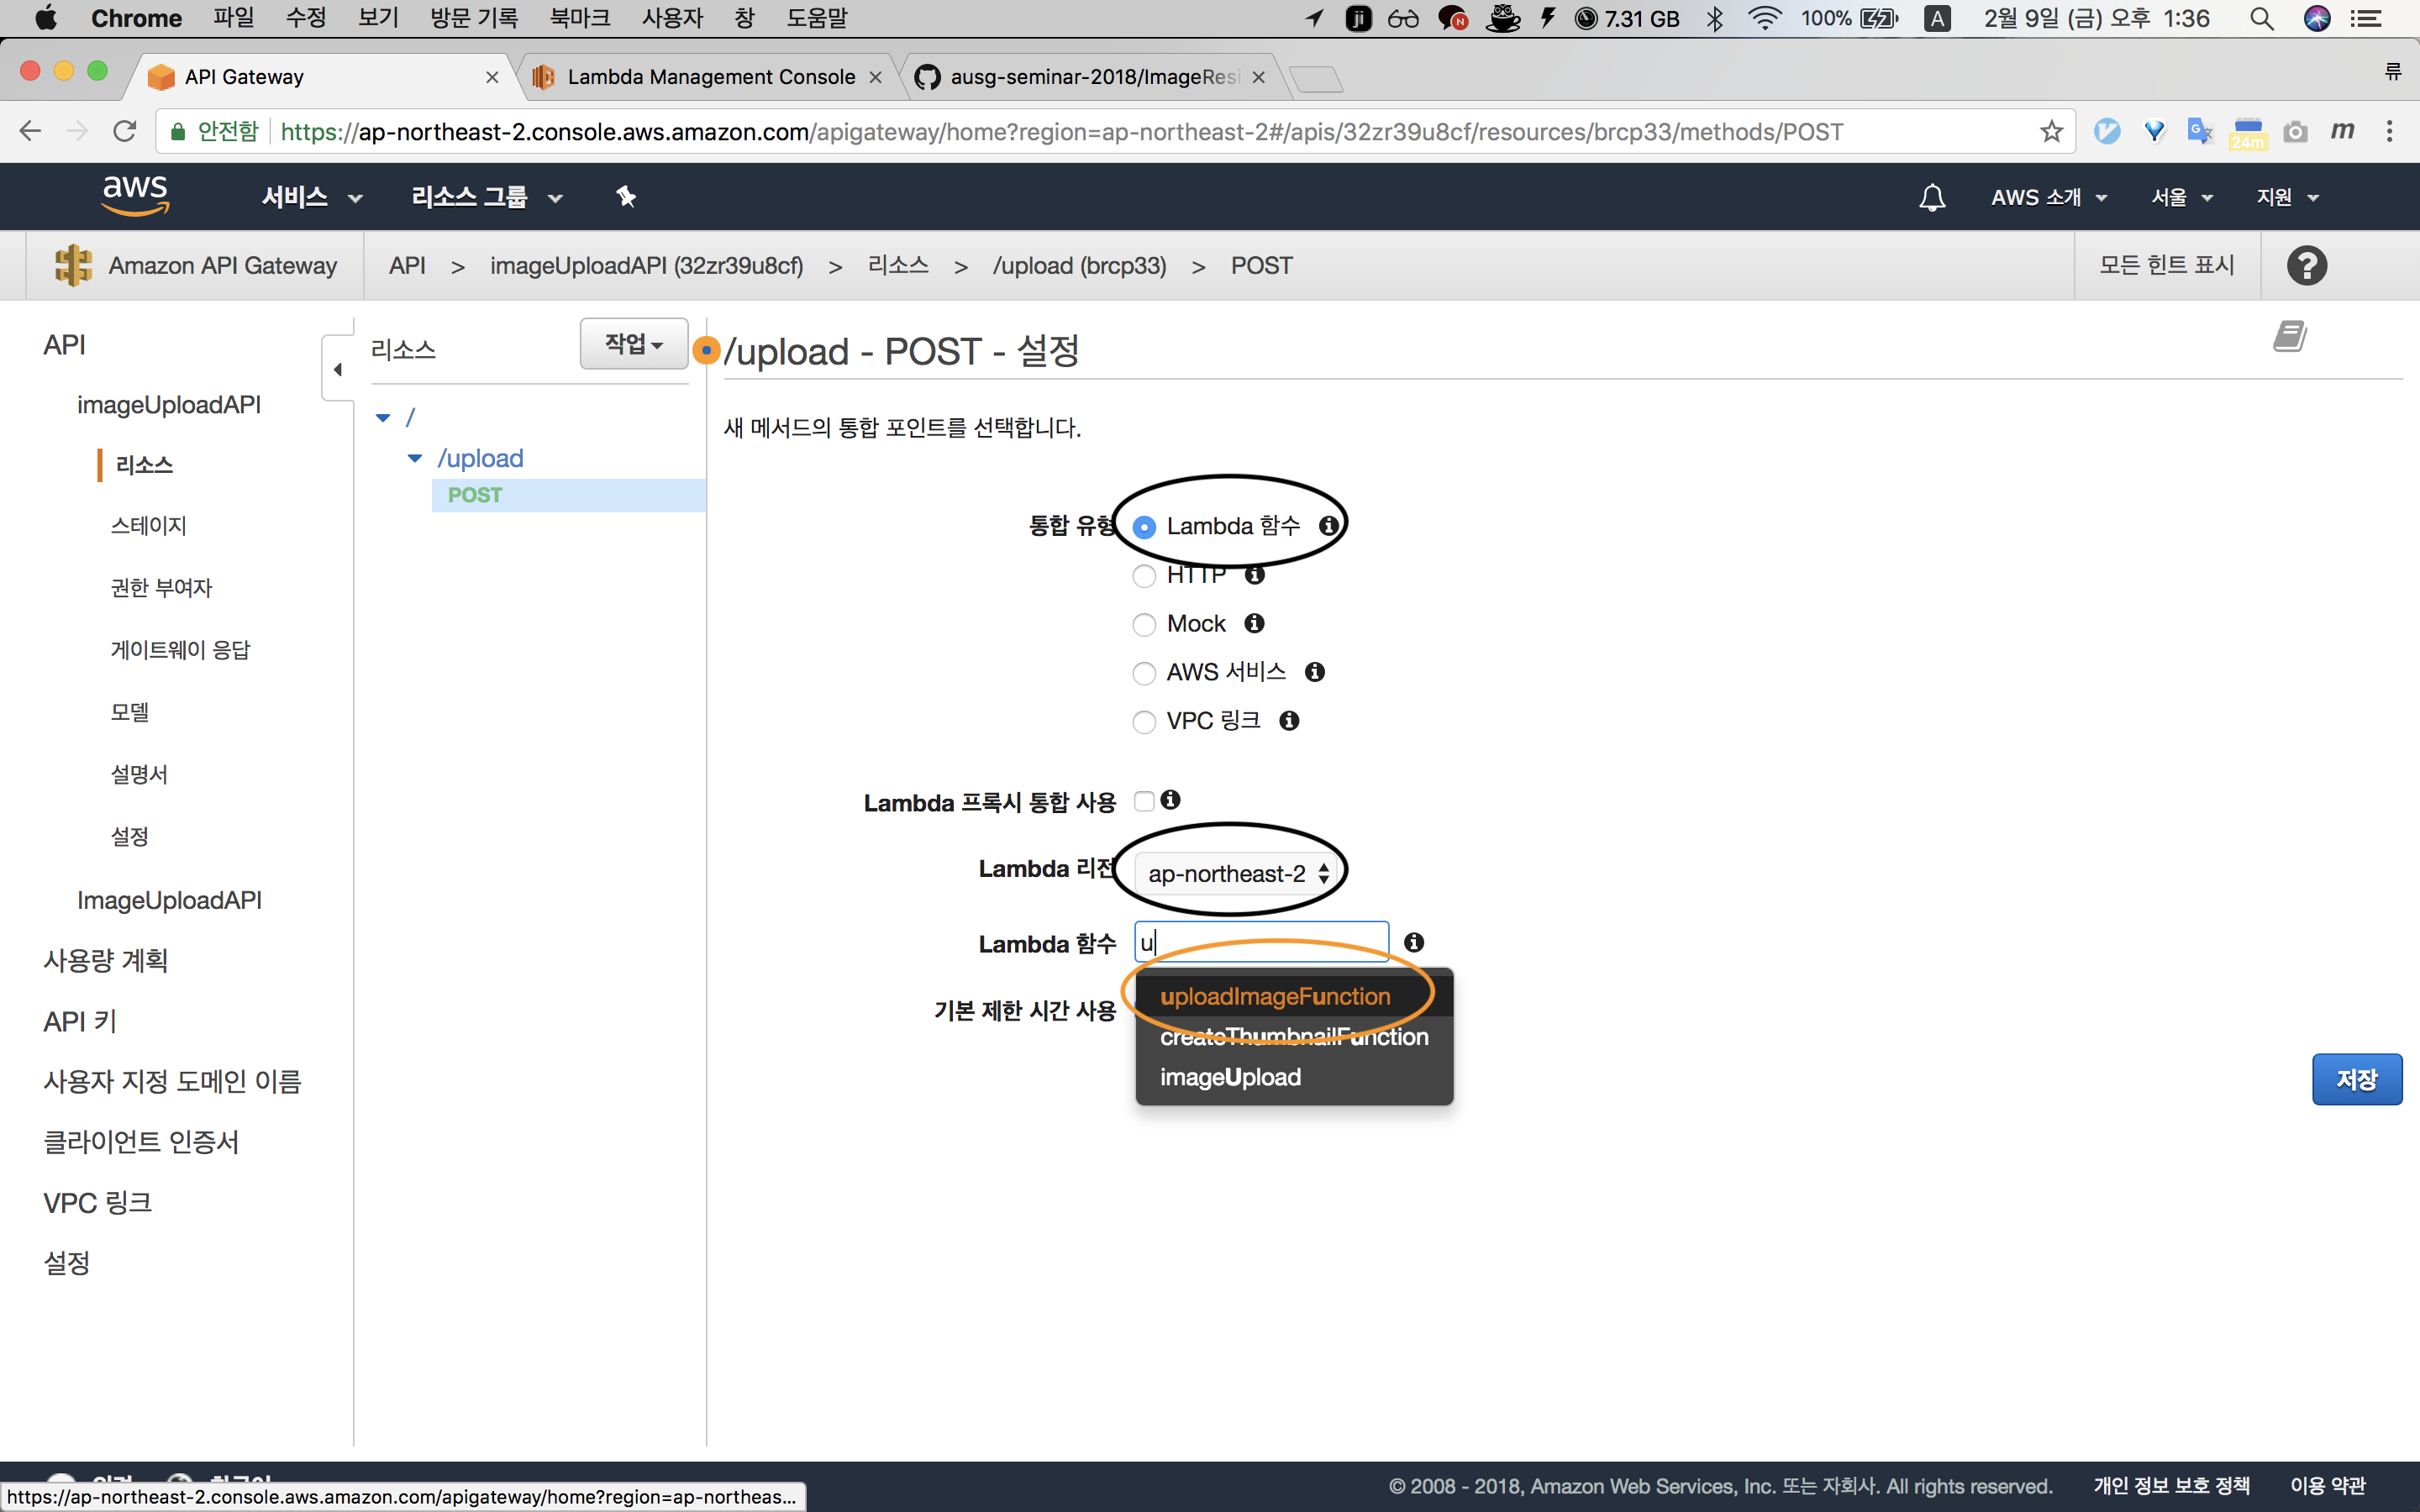 Chrome 파일 수정 보기 방문 기록 북마크 사용자 창 도움말 ji N 7.31 GB 100% A 2월 9일 (금) 오후 1:36
API Gateway Lambda Management Console ausg-seminar-2018/ImageResi 류
안전함 https://ap-northeast-2.console.aws.amazon.com/apigateway/home?region=ap-northeast-2#/apis/32zr39u8cf/resources/brcp33/methods/POST 24m m
aws 서비스 리소스 그룹 AWS 소개 서울 지원
Amazon API Gateway API > imageUploadAPI (32zr39u8cf) > 리소스 > /upload (brcp33) > POST 모든 힌트 표시
API
imageUploadAPI
리소스
스테이지
권한 부여자
게이트웨이 응답
모델
설명서
설정
ImageUploadAPI
사용량 계획
API 키
사용자 지정 도메인 이름
클라이언트 인증서
VPC 링크
설정
리소스 작업
/
/upload
POST
/upload - POST - 설정
새 메서드의 통합 포인트를 선택합니다.
통합 유형 Lambda 함수
HTTP
Mock
AWS 서비스
VPC 링크
Lambda 프록시 통합 사용
Lambda 리전 ap-northeast-2
Lambda 함수 u
uploadImageFunction
기본 제한 시간 사용
createThumbnailFunction
imageUpload
저장
https://ap-northeast-2.console.aws.amazon.com/apigateway/home?region=ap-northeas...
© 2008 - 2018, Amazon Web Services, Inc. 또는 자회사. All rights reserved. 개인 정보 보호 정책 이용 약관